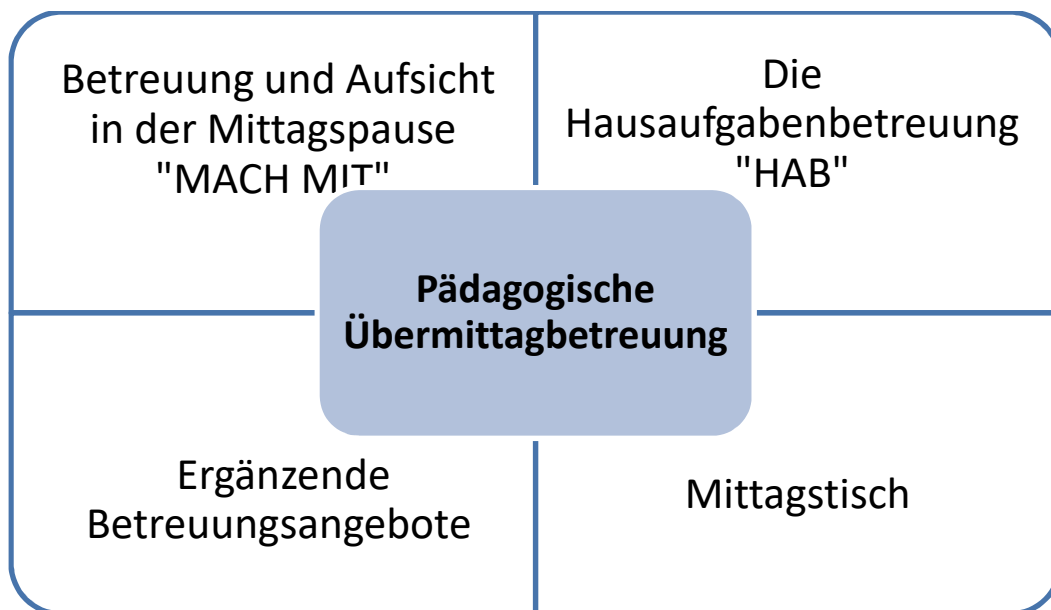 Betreuung und Aufsicht
in der Mittagspause
"MACH MIT"
Die
Hausaufgabenbetreuung
"HAB"
Pädagogische
Übermittagbetreuung
Ergänzende
Betreuungsangebote
Mittagstisch